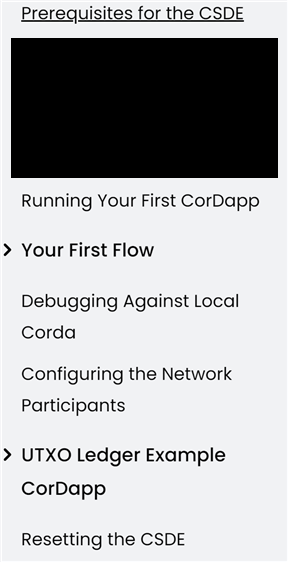 Prerequisites for the CSDE
Running Your First CorDapp
Your First Flow
Debugging Against Local
Corda
Configuring the Network
Participants
UTXO Ledger Example
CorDapp
Resetting the CSDE